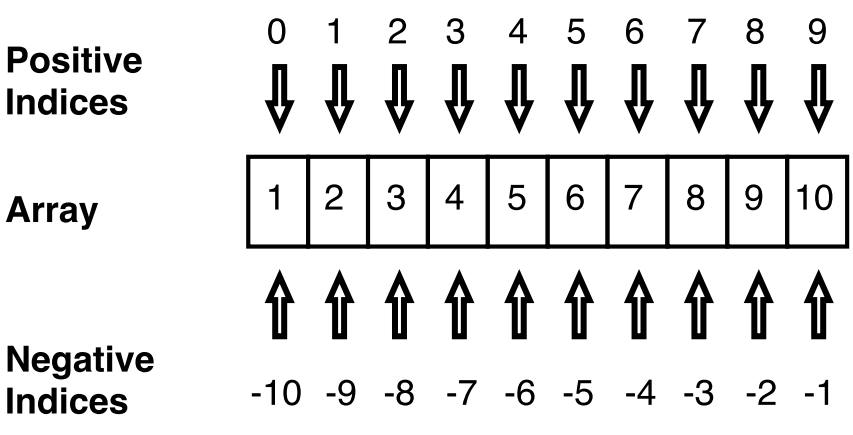 0 1 2 3 4 5 6 7 8 9
Positive
Indices
Array
1 2 3 4 5 6 7 8 9 10
Negative
Indices
-10 -9 -8 -7 -6 -5 -4 -3 -2 -1